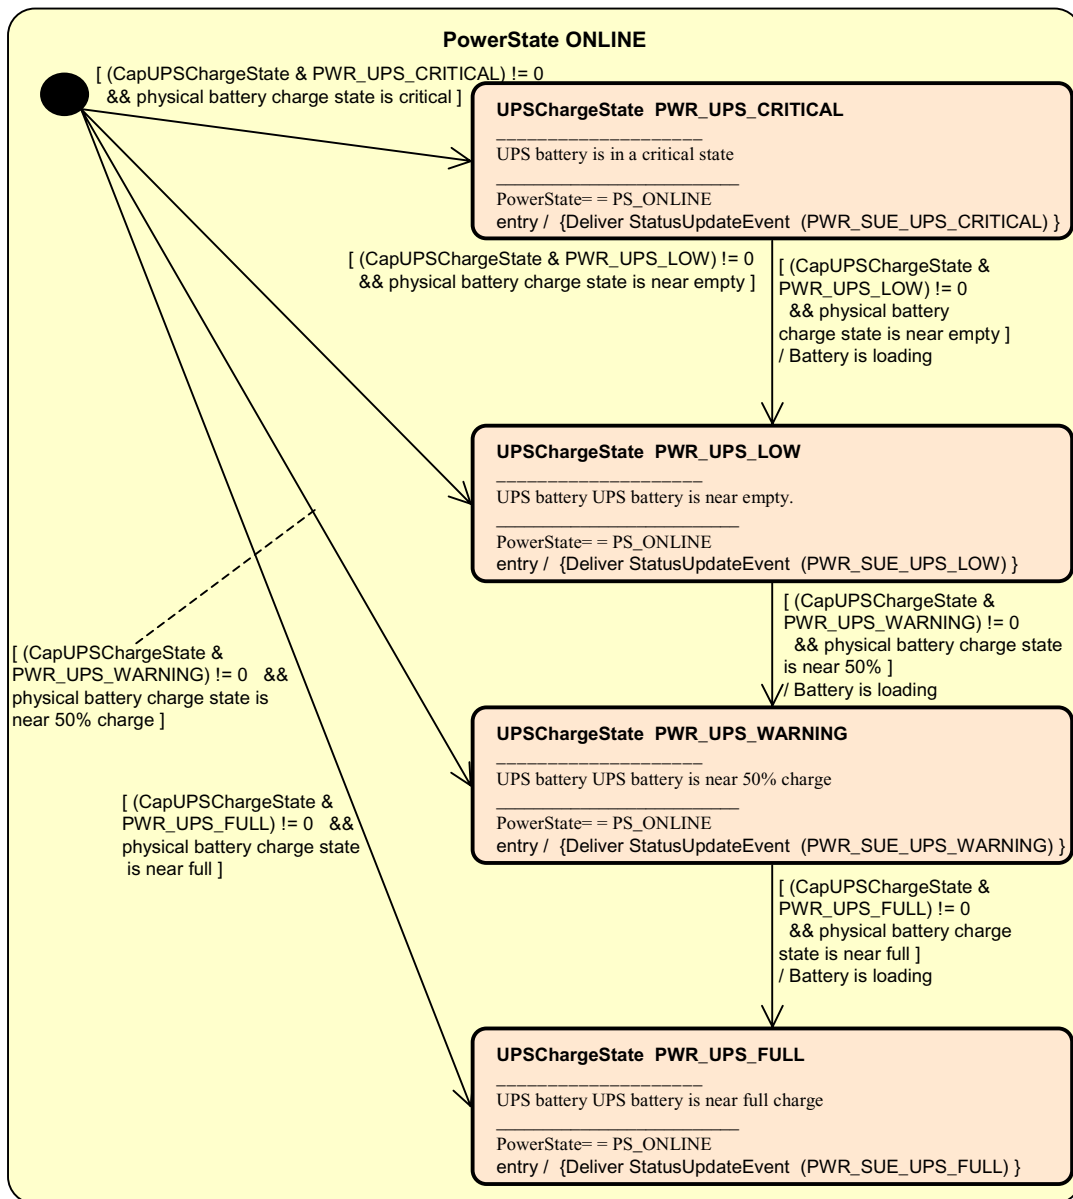 PowerState ONLINE
[ (CapUPSChargeState & PWR_UPS_CRITICAL) != 0
&& physical battery charge state is critical ]
UPSChargeState PWR_UPS_CRITICAL
____________________
UPS battery is in a critical state
PowerState= = PS_ONLINE
entry / {Deliver StatusUpdateEvent (PWR_SUE_UPS_CRITICAL) }
[ (CapUPSChargeState & PWR_UPS_LOW) != 0
&& physical battery charge state is near empty ]
[ (CapUPSChargeState &
PWR_UPS_LOW) != 0
&& physical battery
charge state is near empty ]
/ Battery is loading
UPSChargeState PWR_UPS_LOW
____________________
UPS battery UPS battery is near empty.
PowerState= = PS_ONLINE
entry / {Deliver StatusUpdateEvent (PWR_SUE_UPS_LOW) }
[ (CapUPSChargeState &
PWR_UPS_WARNING) != 0
&& physical battery charge state
is near 50% ]
/ Battery is loading
[ (CapUPSChargeState &
PWR_UPS_WARNING) != 0 &&
physical battery charge state is
near 50% charge ]
UPSChargeState PWR_UPS_WARNING
____________________
UPS battery UPS battery is near 50% charge
PowerState= = PS_ONLINE
entry / {Deliver StatusUpdateEvent (PWR_SUE_UPS_WARNING) }
[ (CapUPSChargeState &
PWR_UPS_FULL) != 0 &&
physical battery charge state
is near full ]
[ (CapUPSChargeState &
PWR_UPS_FULL) != 0
&& physical battery charge
state is near full ]
/ Battery is loading
UPSChargeState PWR_UPS_FULL
____________________
UPS battery UPS battery is near full charge
PowerState= = PS_ONLINE
entry / {Deliver StatusUpdateEvent (PWR_SUE_UPS_FULL) }